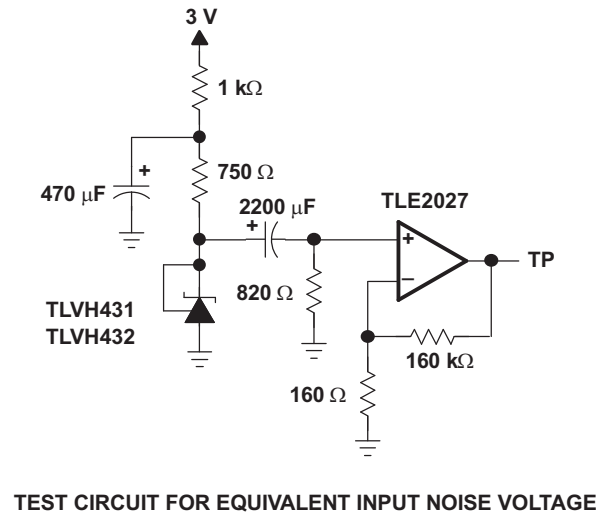 3 V
1 kΩ
+
470 μF
750 Ω
2200 μF
+
TLE2027
+
−
TP
820 Ω
TLVH431
TLVH432
160 kΩ
160 Ω
TEST CIRCUIT FOR EQUIVALENT INPUT NOISE VOLTAGE